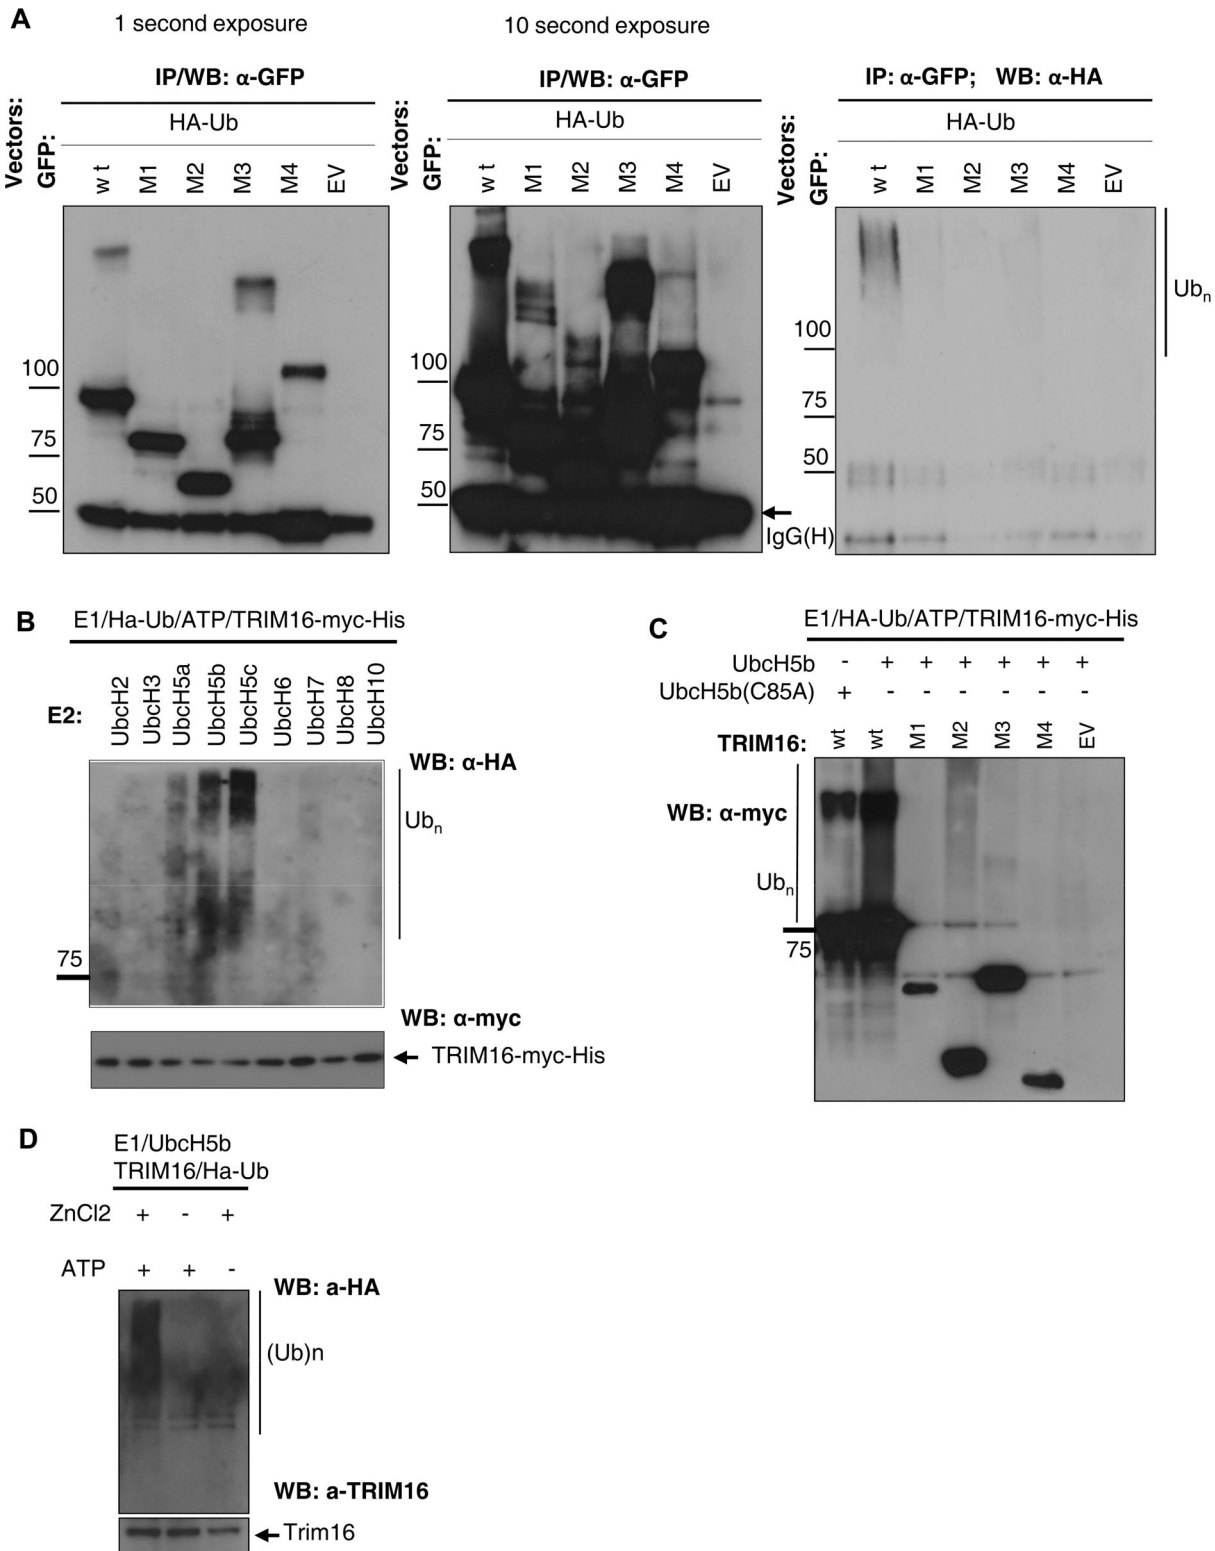 A
1 second exposure
10 second exposure
IP/WB: α-GFP
IP/WB: α-GFP
IP: α-GFP; WB: α-HA
Vectors:
GFP:
HA-Ub
wt M1 M2 M3 M4 EV
100
75
50
Vectors:
GFP:
HA-Ub
wt M1 M2 M3 M4 EV
100
75
50
IgG(H)
Vectors:
GFP:
HA-Ub
wt M1 M2 M3 M4 EV
100
75
50
Ubn
B
E1/Ha-Ub/ATP/TRIM16-myc-His
E2:
UbcH2 UbcH3 UbcH5a UbcH5b UbcH5c UbcH6 UbcH7 UbcH8 UbcH10
WB: α-HA
Ubn
75
WB: α-myc
TRIM16-myc-His
C
E1/HA-Ub/ATP/TRIM16-myc-His
UbcH5b - + + + + + +
UbcH5b(C85A) + - - - - - -
TRIM16: wt wt M1 M2 M3 M4 EV
WB: α-myc
Ubn
75
D
E1/UbcH5b
TRIM16/Ha-Ub
ZnCl2 + - +
ATP + + -
WB: a-HA
(Ub)n
WB: a-TRIM16
Trim16